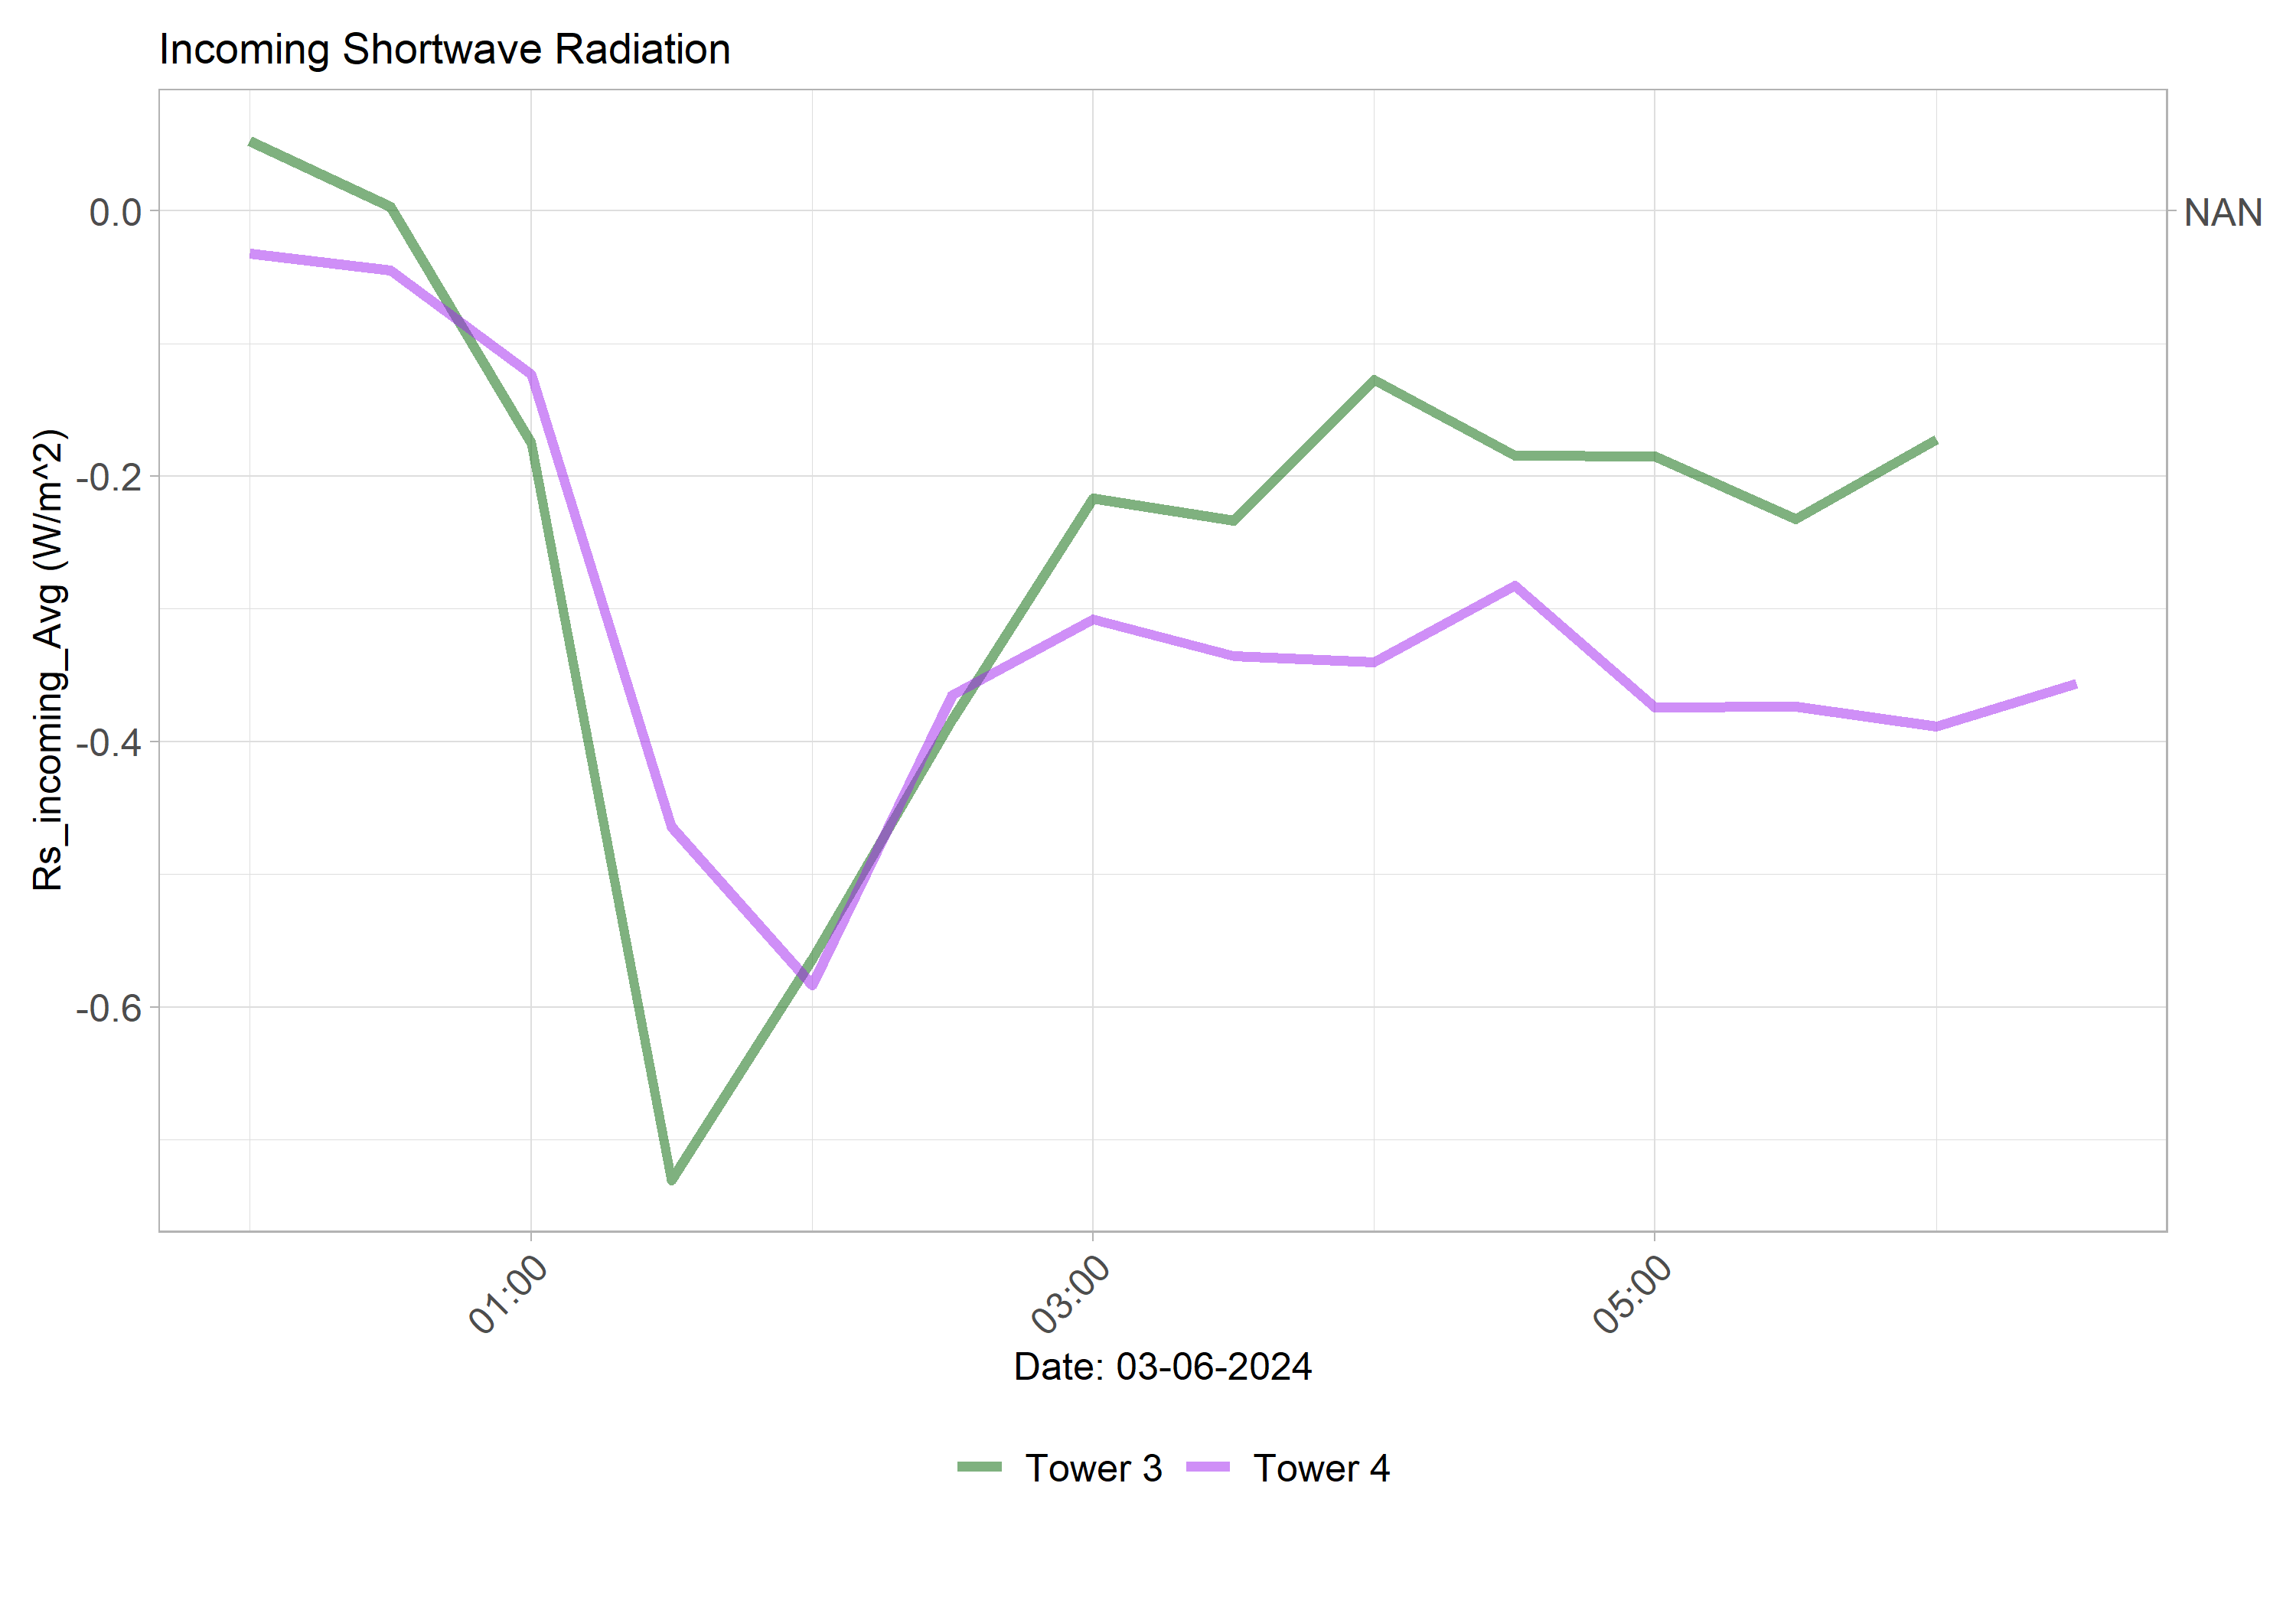 Incoming Shortwave Radiation
Rs_incoming_Avg (W/m^2)
0.0
-0.2
-0.4
-0.6
NAN
01:00
03:00
05:00
Date: 03-06-2024
Tower 3
Tower 4